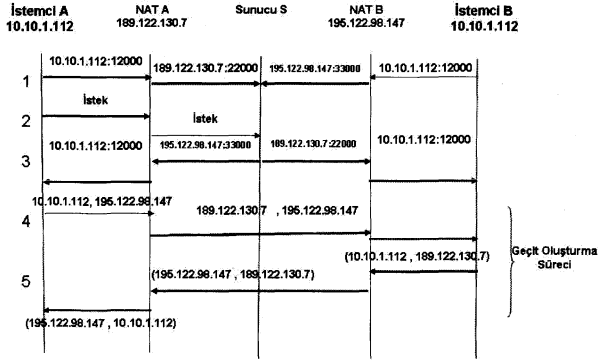 İstemci A NAT A Sunucu S NAT B İstemci B
10.10.1.112 189.122.130.7 195.122.98.147 10.10.1.112
1 10.10.1.112:12000 189.122.130.7:22000 195.122.98.147:33000 10.10.1.112:12000
İstek
2 İstek
10.10.1.112:12000 10.10.1.112:12000
3 195.122.98.147:33000 189.122.130.7:22000
10.10.1.112, 195.122.98.147
4 189.122.130.7 , 195.122.98.147
(10.10.1.112 , 189.122.130.7)
Geçit Oluşturma
Süreci
5 (195.122.98.147 , 189.122.130.7)
(195.122.98.147 , 10.10.1.112)